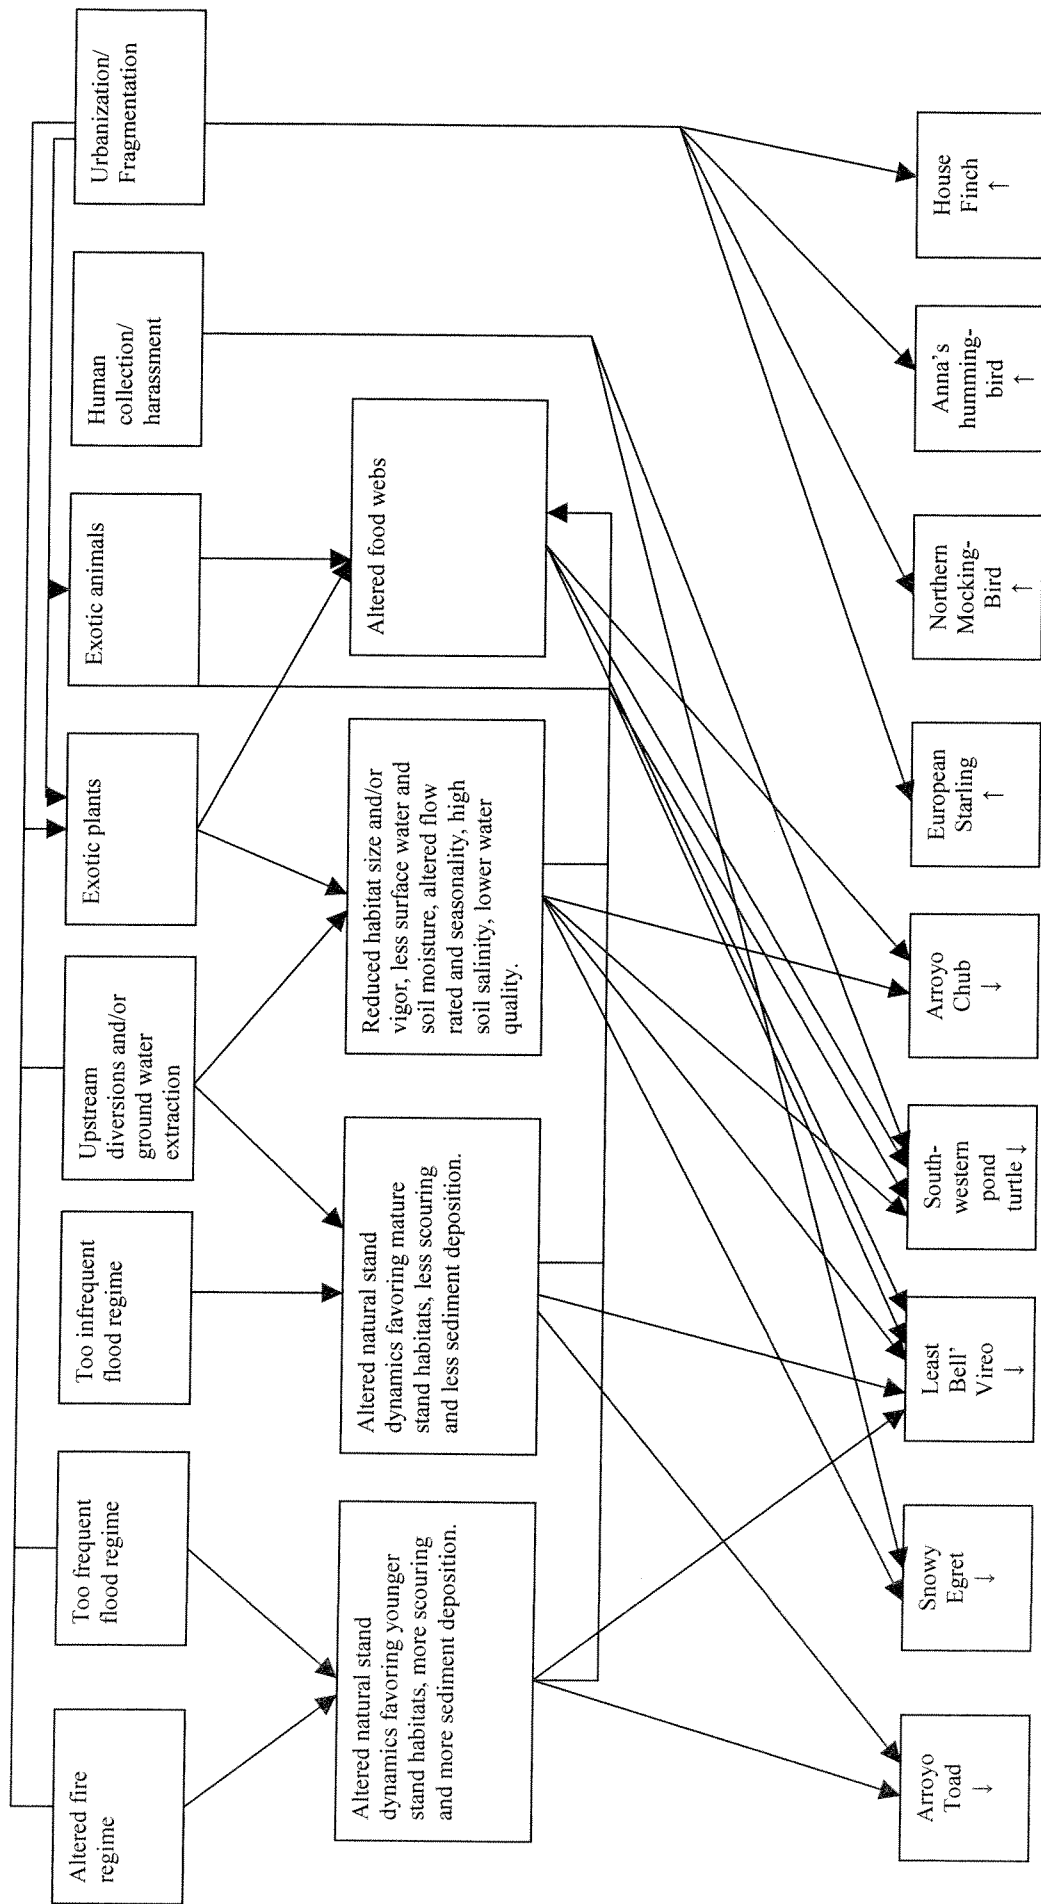 Altered fire
regime
Too frequent
flood regime
Too infrequent
flood regime
Upstream
diversions and/or
ground water
extraction
Exotic plants
Exotic animals
Human
collection/
harassment
Urbanization/
Fragmentation
Altered natural stand
dynamics favoring younger
stand habitats, more scouring
and more sediment deposition.
Altered natural stand
dynamics favoring mature
stand habitats, less scouring
and less sediment deposition.
Reduced habitat size and/or
vigor, less surface water and
soil moisture, altered flow
rated and seasonality, high
soil salinity, lower water
quality.
Altered food webs
Arroyo
Toad
↓
Snowy
Egret
↓
Least
Bell'
Vireo
↓
South-
western
pond
turtle ↓
Arroyo
Chub
↓
European
Starling
↑
Northern
Mocking-
Bird
↑
Anna's
humming-
bird
↑
House
Finch
↑